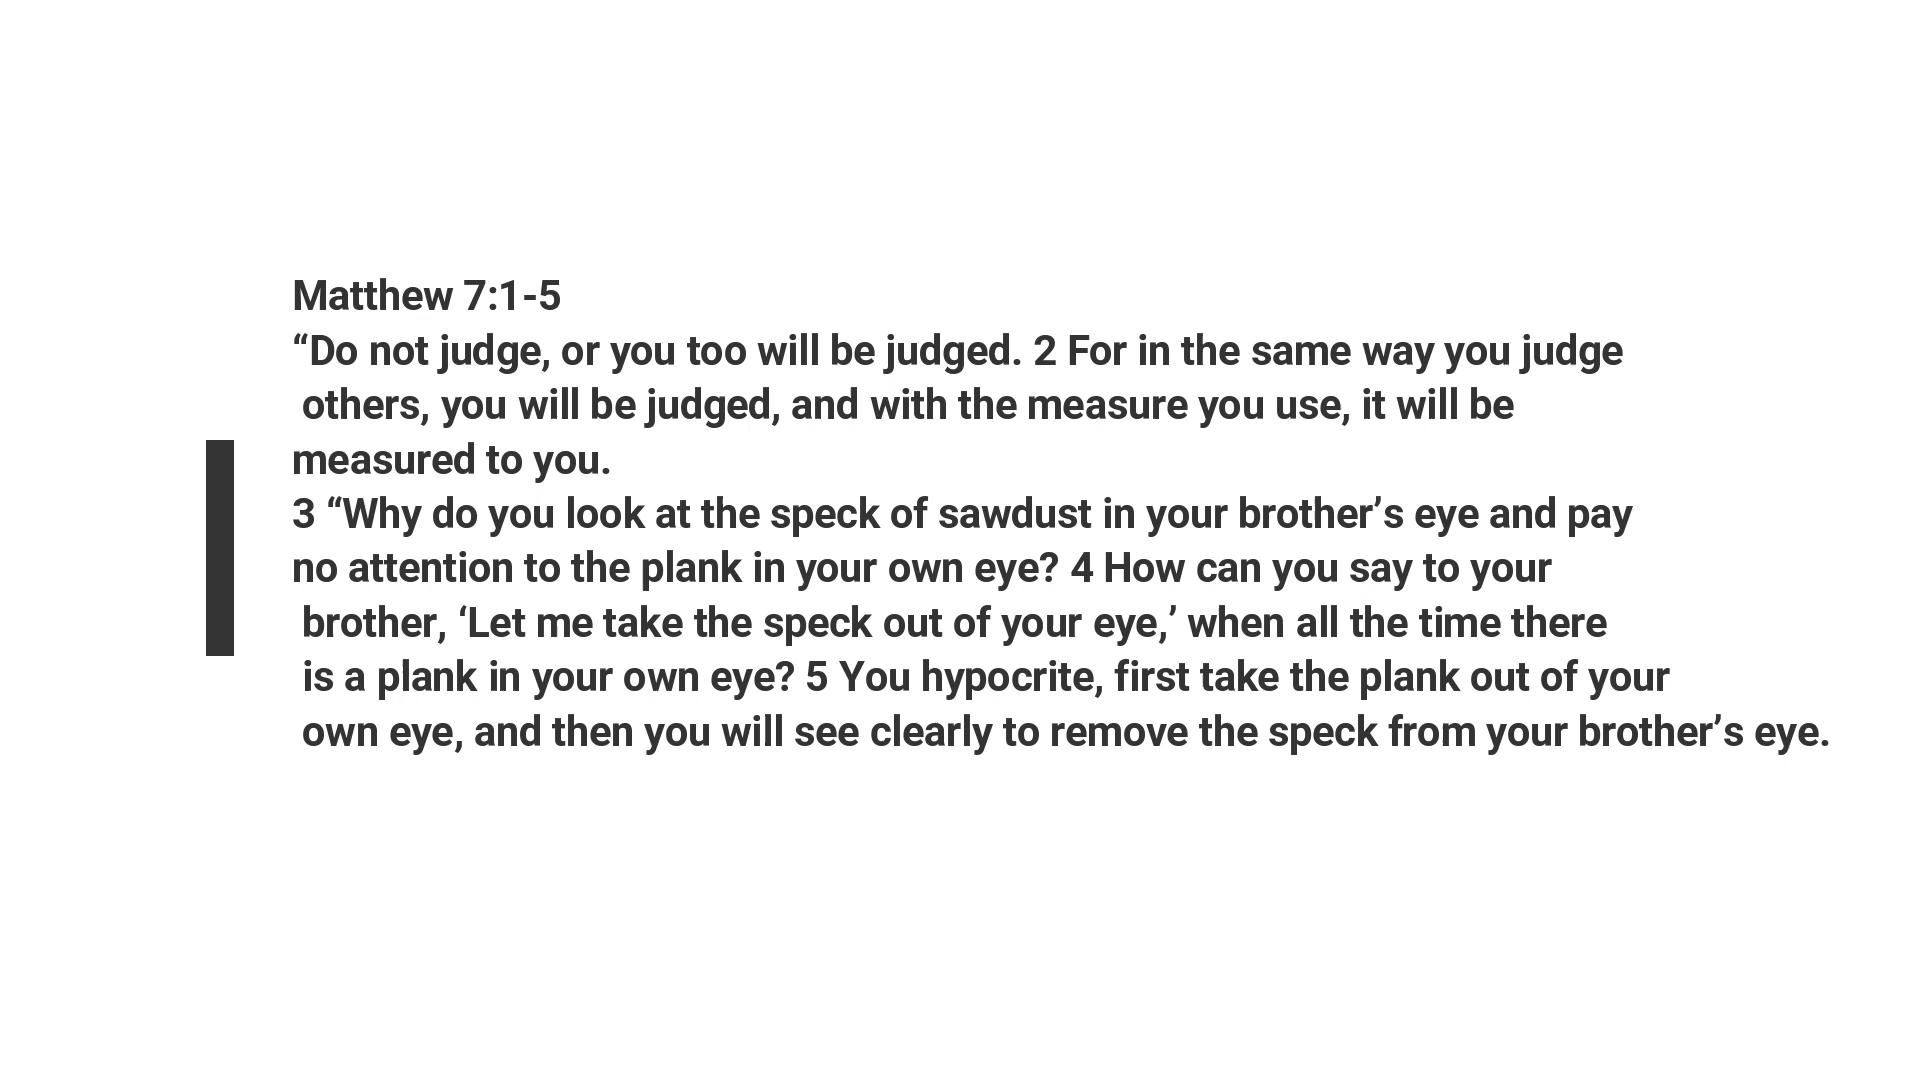 Matthew 7:1-5
“Do not judge, or you too will be judged. 2 For in the same way you judge
others, you will be judged, and with the measure you use, it will be
measured to you.
3 “Why do you look at the speck of sawdust in your brother’s eye and pay
no attention to the plank in your own eye? 4 How can you say to your
brother, ‘Let me take the speck out of your eye,’ when all the time there
is a plank in your own eye? 5 You hypocrite, first take the plank out of your
own eye, and then you will see clearly to remove the speck from your brother’s eye.